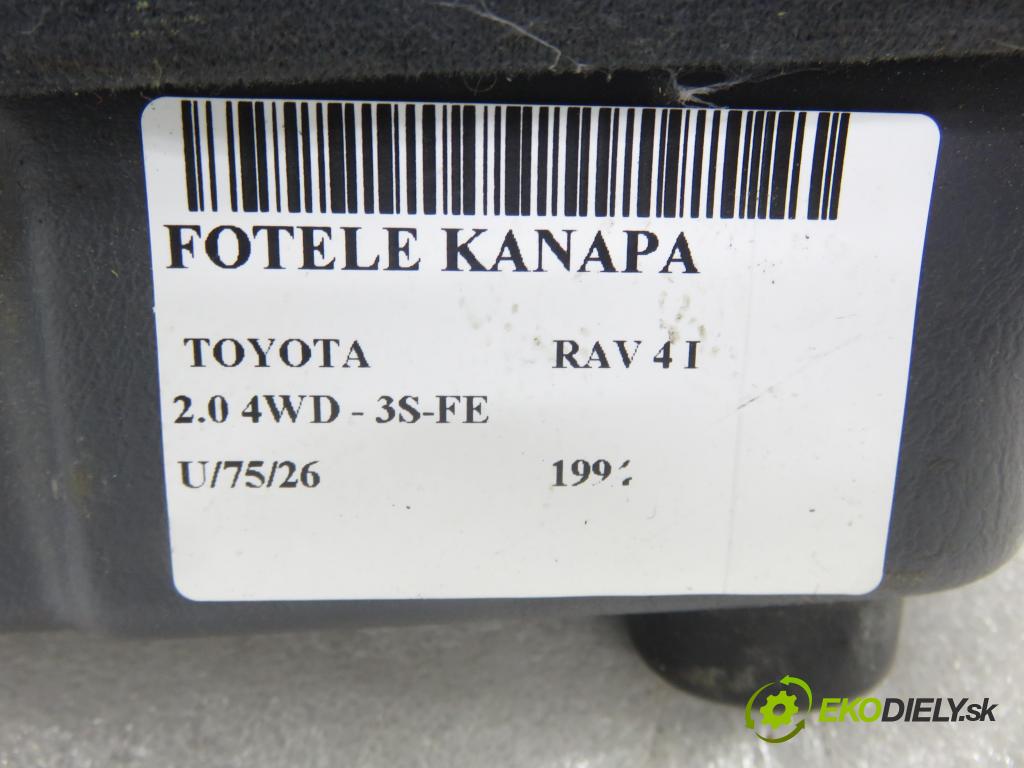 FOTELE KANAPA
TOYOTA RAV 4 I
2.0 4WD - 3S-FE
U/75/26
EKODIELY.sk